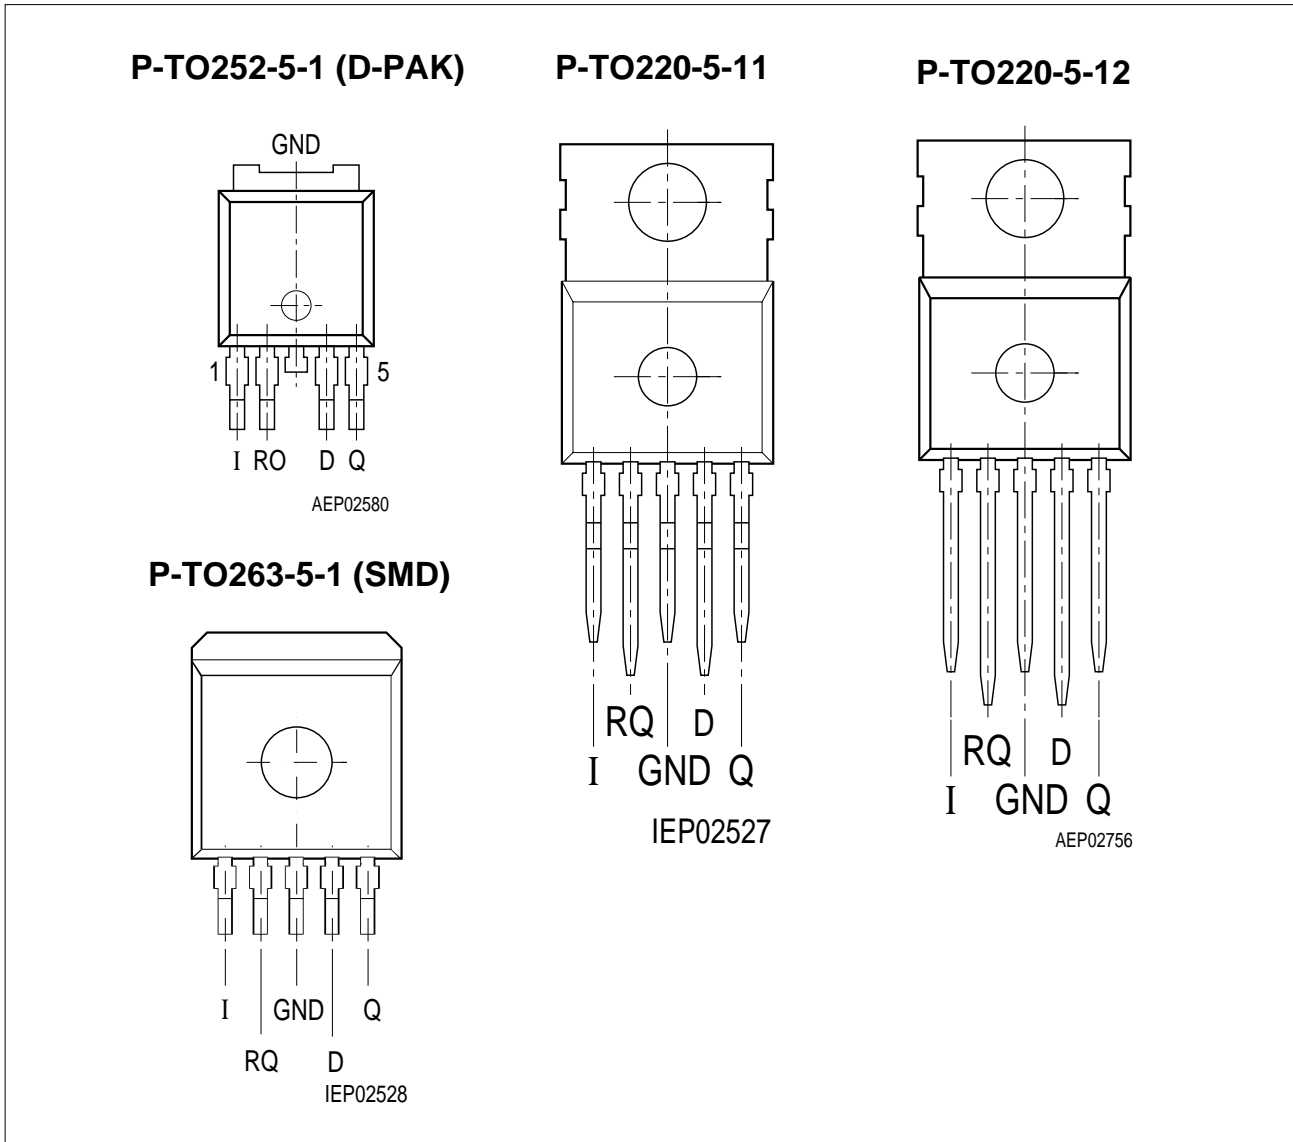 P-TO252-5-1 (D-PAK)
GND
1
5
I RO D Q
AEP02580
P-TO263-5-1 (SMD)
I GND Q
RQ D
IEP02528
P-TO220-5-11
RQ D
I GND Q
IEP02527
P-TO220-5-12
RQ D
I GND Q
AEP02756